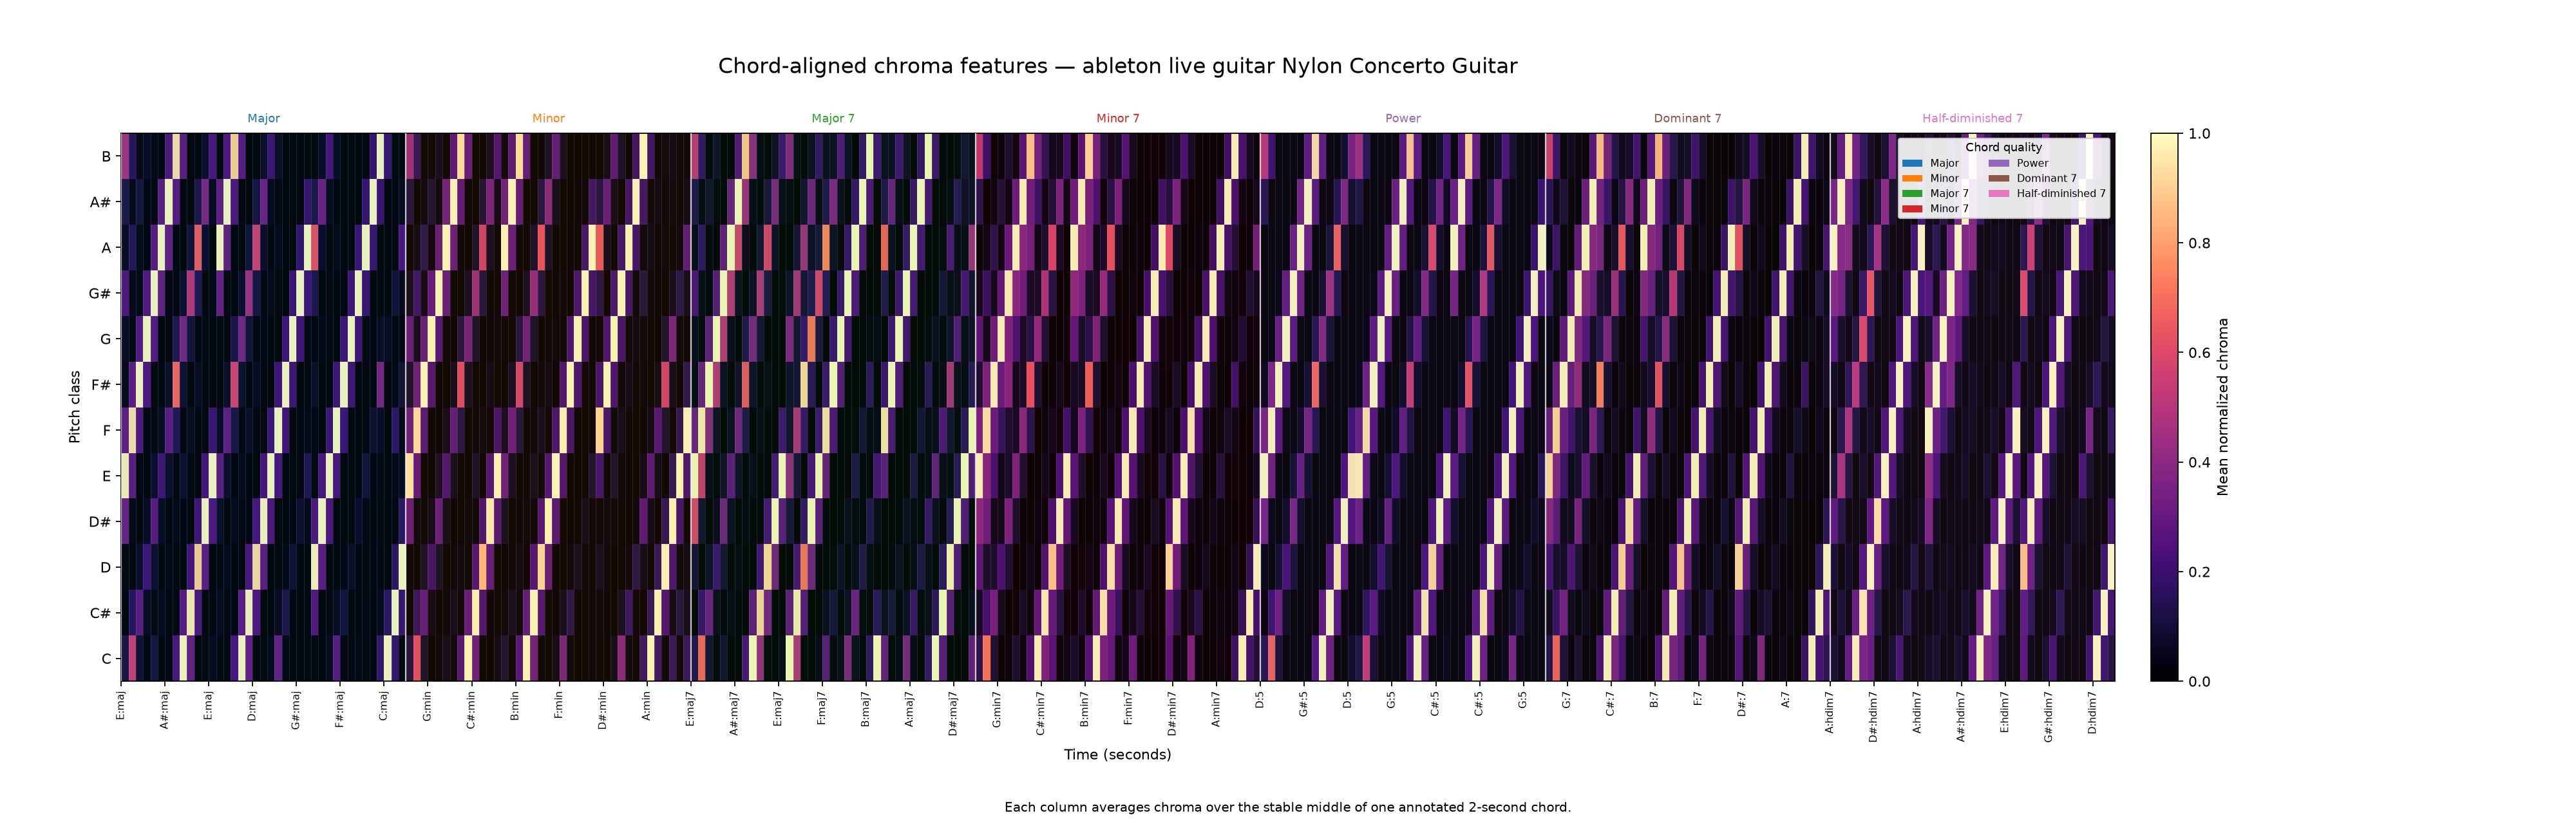 Chord-aligned chroma features — ableton live guitar Nylon Concerto Guitar
Major Minor Major 7 Minor 7 Power Dominant 7 Half-diminished 7
Chord quality
Major Power
Minor Dominant 7
Major 7 Half-diminished 7
Minor 7
Pitch class
B
A#
A
G#
G
F#
F
E
D#
D
C#
C
E:maj A#:maj E:maj D:maj G#:maj F#:maj C:maj G:min C#:min B:min F:min D#:min A:min E:maj7 A#:maj7 E:maj7 F:maj7 B:maj7 A:maj7 D#:maj7 G:min7 C#:min7 B:min7 F:min7 D#:min7 A:min7 D:5 G#:5 D:5 G:5 C#:5 C#:5 G:5 G:7 C#:7 B:7 F:7 D#:7 A:7 A:hdim7 D#:hdim7 A:hdim7 A#:hdim7 E:hdim7 G#:hdim7 D:hdim7
Time (seconds)
1.0
0.8
0.6
0.4
0.2
0.0
Mean normalized chroma
Each column averages chroma over the stable middle of one annotated 2-second chord.